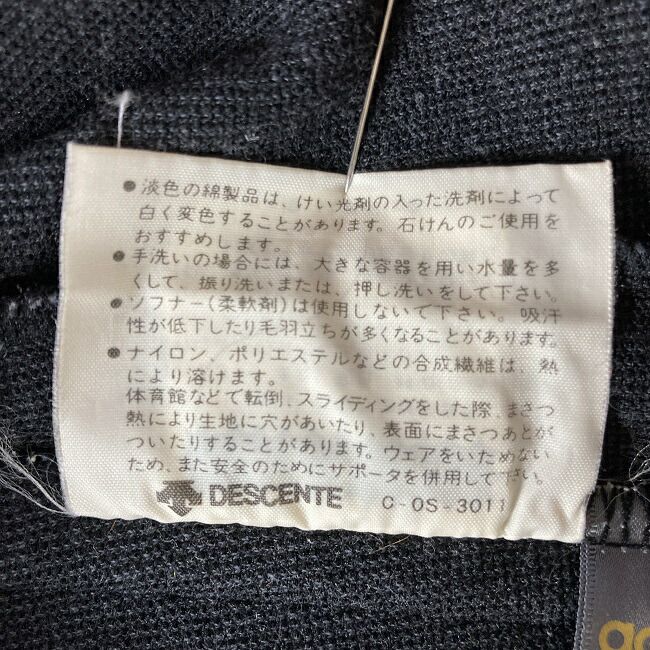 ●淡色の綿製品は、けい光剤の入った洗剤によって
白く変色することがあります。石けんのご使用を
おすすめします。
●手洗いの場合には、大きな容器を用い水量を多
くして、振り洗いまたは、押し洗いをして下さい。
●ソフナー(柔軟剤)は使用しないで下さい。吸汗
性が低下したり毛羽立ちが多くなることがあります。
●ナイロン、ポリエステルなどの合成繊維は、熱
により溶けます。
体育館などで転倒、スライディングをした際、まさつ
熱により生地に穴があいたり、表面にまさつあとが
ついたりすることがあります。ウェアをいためない
ため、また安全のためにサポータを併用して下さい。
DESCENTE C-OS-3011